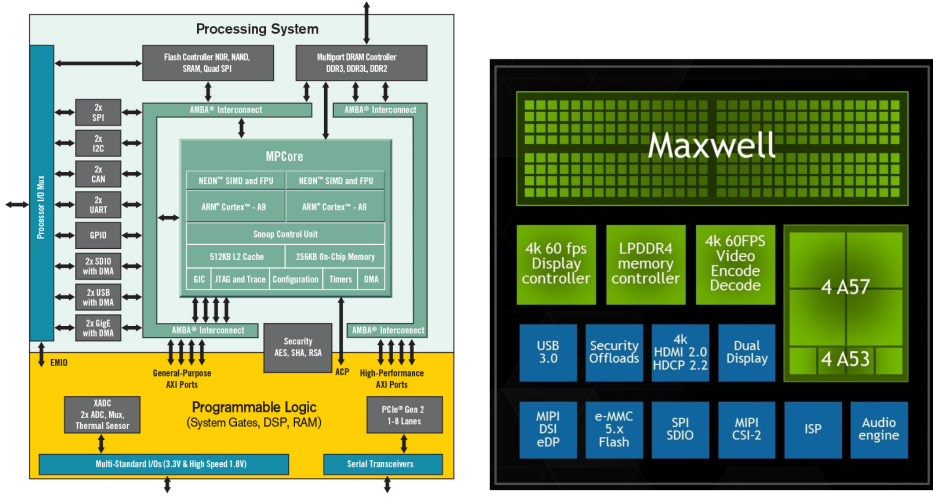 Processing System
Flash Controller NOR, NAND,
SRAM, Quad SPI
Multiport DRAM Controller
DDR3, DDR3L, DDR2
AMBA® Interconnect
AMBA® Interconnect
Processor I/O Mux
2x
SPI
2x
I2C
2x
CAN
2x
UART
GPIO
2x SDIO
with DMA
2x USB
with DMA
2x GigE
with DMA
MPCore
NEON™ SIMD and FPU
NEON™ SIMD and FPU
ARM® Cortex™ - A9
ARM® Cortex™ - A9
Snoop Control Unit
512KB L2 Cache
256KB On-Chip Memory
GIC
JTAG and Trace
Configuration
Timers
DMA
AMBA® Interconnect
AMBA® Interconnect
Security
AES, SHA, RSA
EMIO
General-Purpose
AXI Ports
ACP
High-Performance
AXI Ports
XADC
2x ADC, Mux,
Thermal Sensor
Programmable Logic
(System Gates, DSP, RAM)
PCIe® Gen 2
1-8 Lanes
Multi-Standard I/Os (3.3V & High Speed 1.8V)
Serial Transceivers
Maxwell
4k 60 fps
Display
controller
LPDDR4
memory
controller
4k 60FPS
Video
Encode
Decode
4 A57
4 A53
USB
3.0
Security
Offloads
4k
HDMI 2.0
HDCP 2.2
Dual
Display
MIPI
DSI
eDP
e-MMC
5.x
Flash
SPI
SDIO
MIPI
CSI-2
ISP
Audio
engine